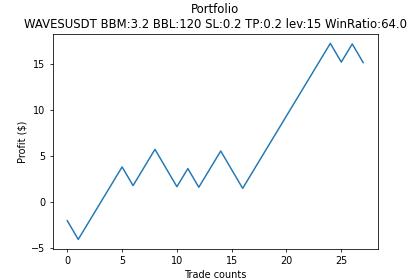 Portfolio
WAVESUSDT BBM:3.2 BBL:120 SL:0.2 TP:0.2 lev:15 WinRatio:64.0
15
10
5
0
−5
Profit ($)
0 5 10 15 20 25
Trade counts